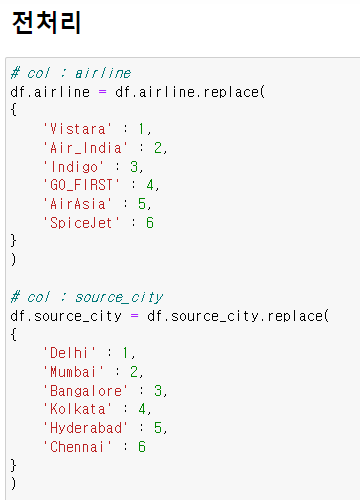 전처리
# col : airline
df.airline = df.airline.replace(
{
    'Vistara' : 1,
    'Air_India' : 2,
    'Indigo' : 3,
    'GO_FIRST' : 4,
    'AirAsia' : 5,
    'SpiceJet' : 6
}
)
# col : source_city
df.source_city = df.source_city.replace(
{
    'Delhi' : 1,
    'Mumbai' : 2,
    'Bangalore' : 3,
    'Kolkata' : 4,
    'Hyderabad' : 5,
    'Chennai' : 6
}
)